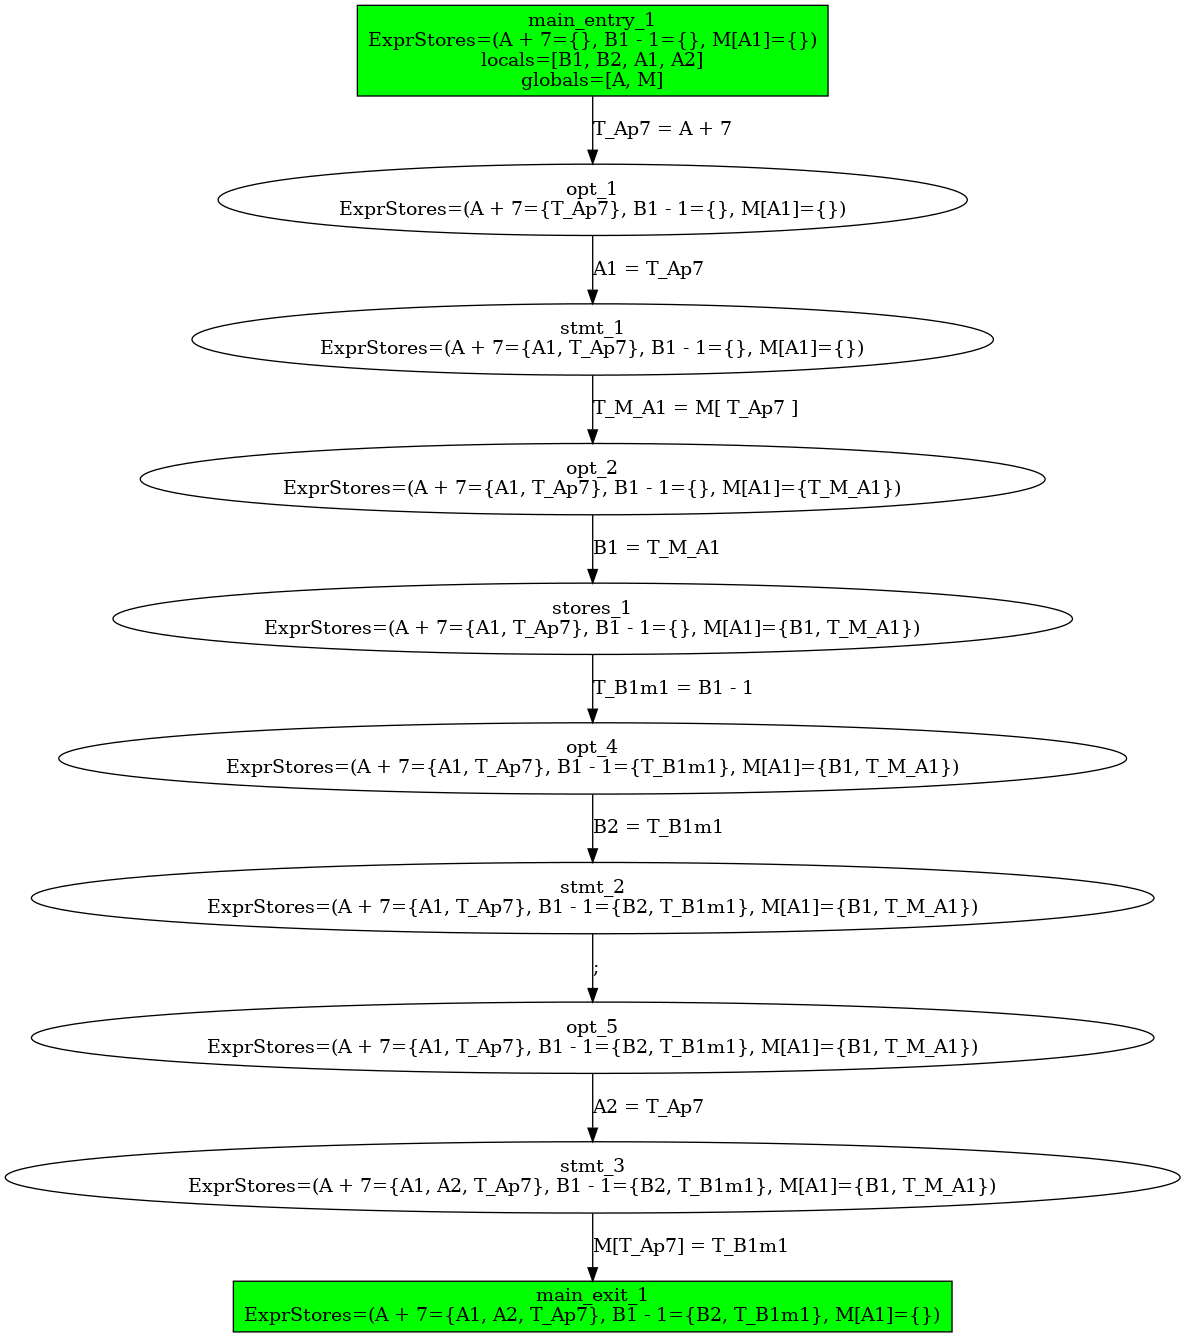 main_entry_1
ExprStores=(A + 7={}, B1 - 1={}, M[A1]={})
locals=[B1, B2, A1, A2]
globals=[A, M]
T_Ap7 = A + 7
opt_1
ExprStores=(A + 7={T_Ap7}, B1 - 1={}, M[A1]={})
A1 = T_Ap7
stmt_1
ExprStores=(A + 7={A1, T_Ap7}, B1 - 1={}, M[A1]={})
T_M_A1 = M[ T_Ap7 ]
opt_2
ExprStores=(A + 7={A1, T_Ap7}, B1 - 1={}, M[A1]={T_M_A1})
B1 = T_M_A1
stores_1
ExprStores=(A + 7={A1, T_Ap7}, B1 - 1={}, M[A1]={B1, T_M_A1})
T_B1m1 = B1 - 1
opt_4
ExprStores=(A + 7={A1, T_Ap7}, B1 - 1={T_B1m1}, M[A1]={B1, T_M_A1})
B2 = T_B1m1
stmt_2
ExprStores=(A + 7={A1, T_Ap7}, B1 - 1={B2, T_B1m1}, M[A1]={B1, T_M_A1})
;
opt_5
ExprStores=(A + 7={A1, T_Ap7}, B1 - 1={B2, T_B1m1}, M[A1]={B1, T_M_A1})
A2 = T_Ap7
stmt_3
ExprStores=(A + 7={A1, A2, T_Ap7}, B1 - 1={B2, T_B1m1}, M[A1]={B1, T_M_A1})
M[T_Ap7] = T_B1m1
main_exit_1
ExprStores=(A + 7={A1, A2, T_Ap7}, B1 - 1={B2, T_B1m1}, M[A1]={})